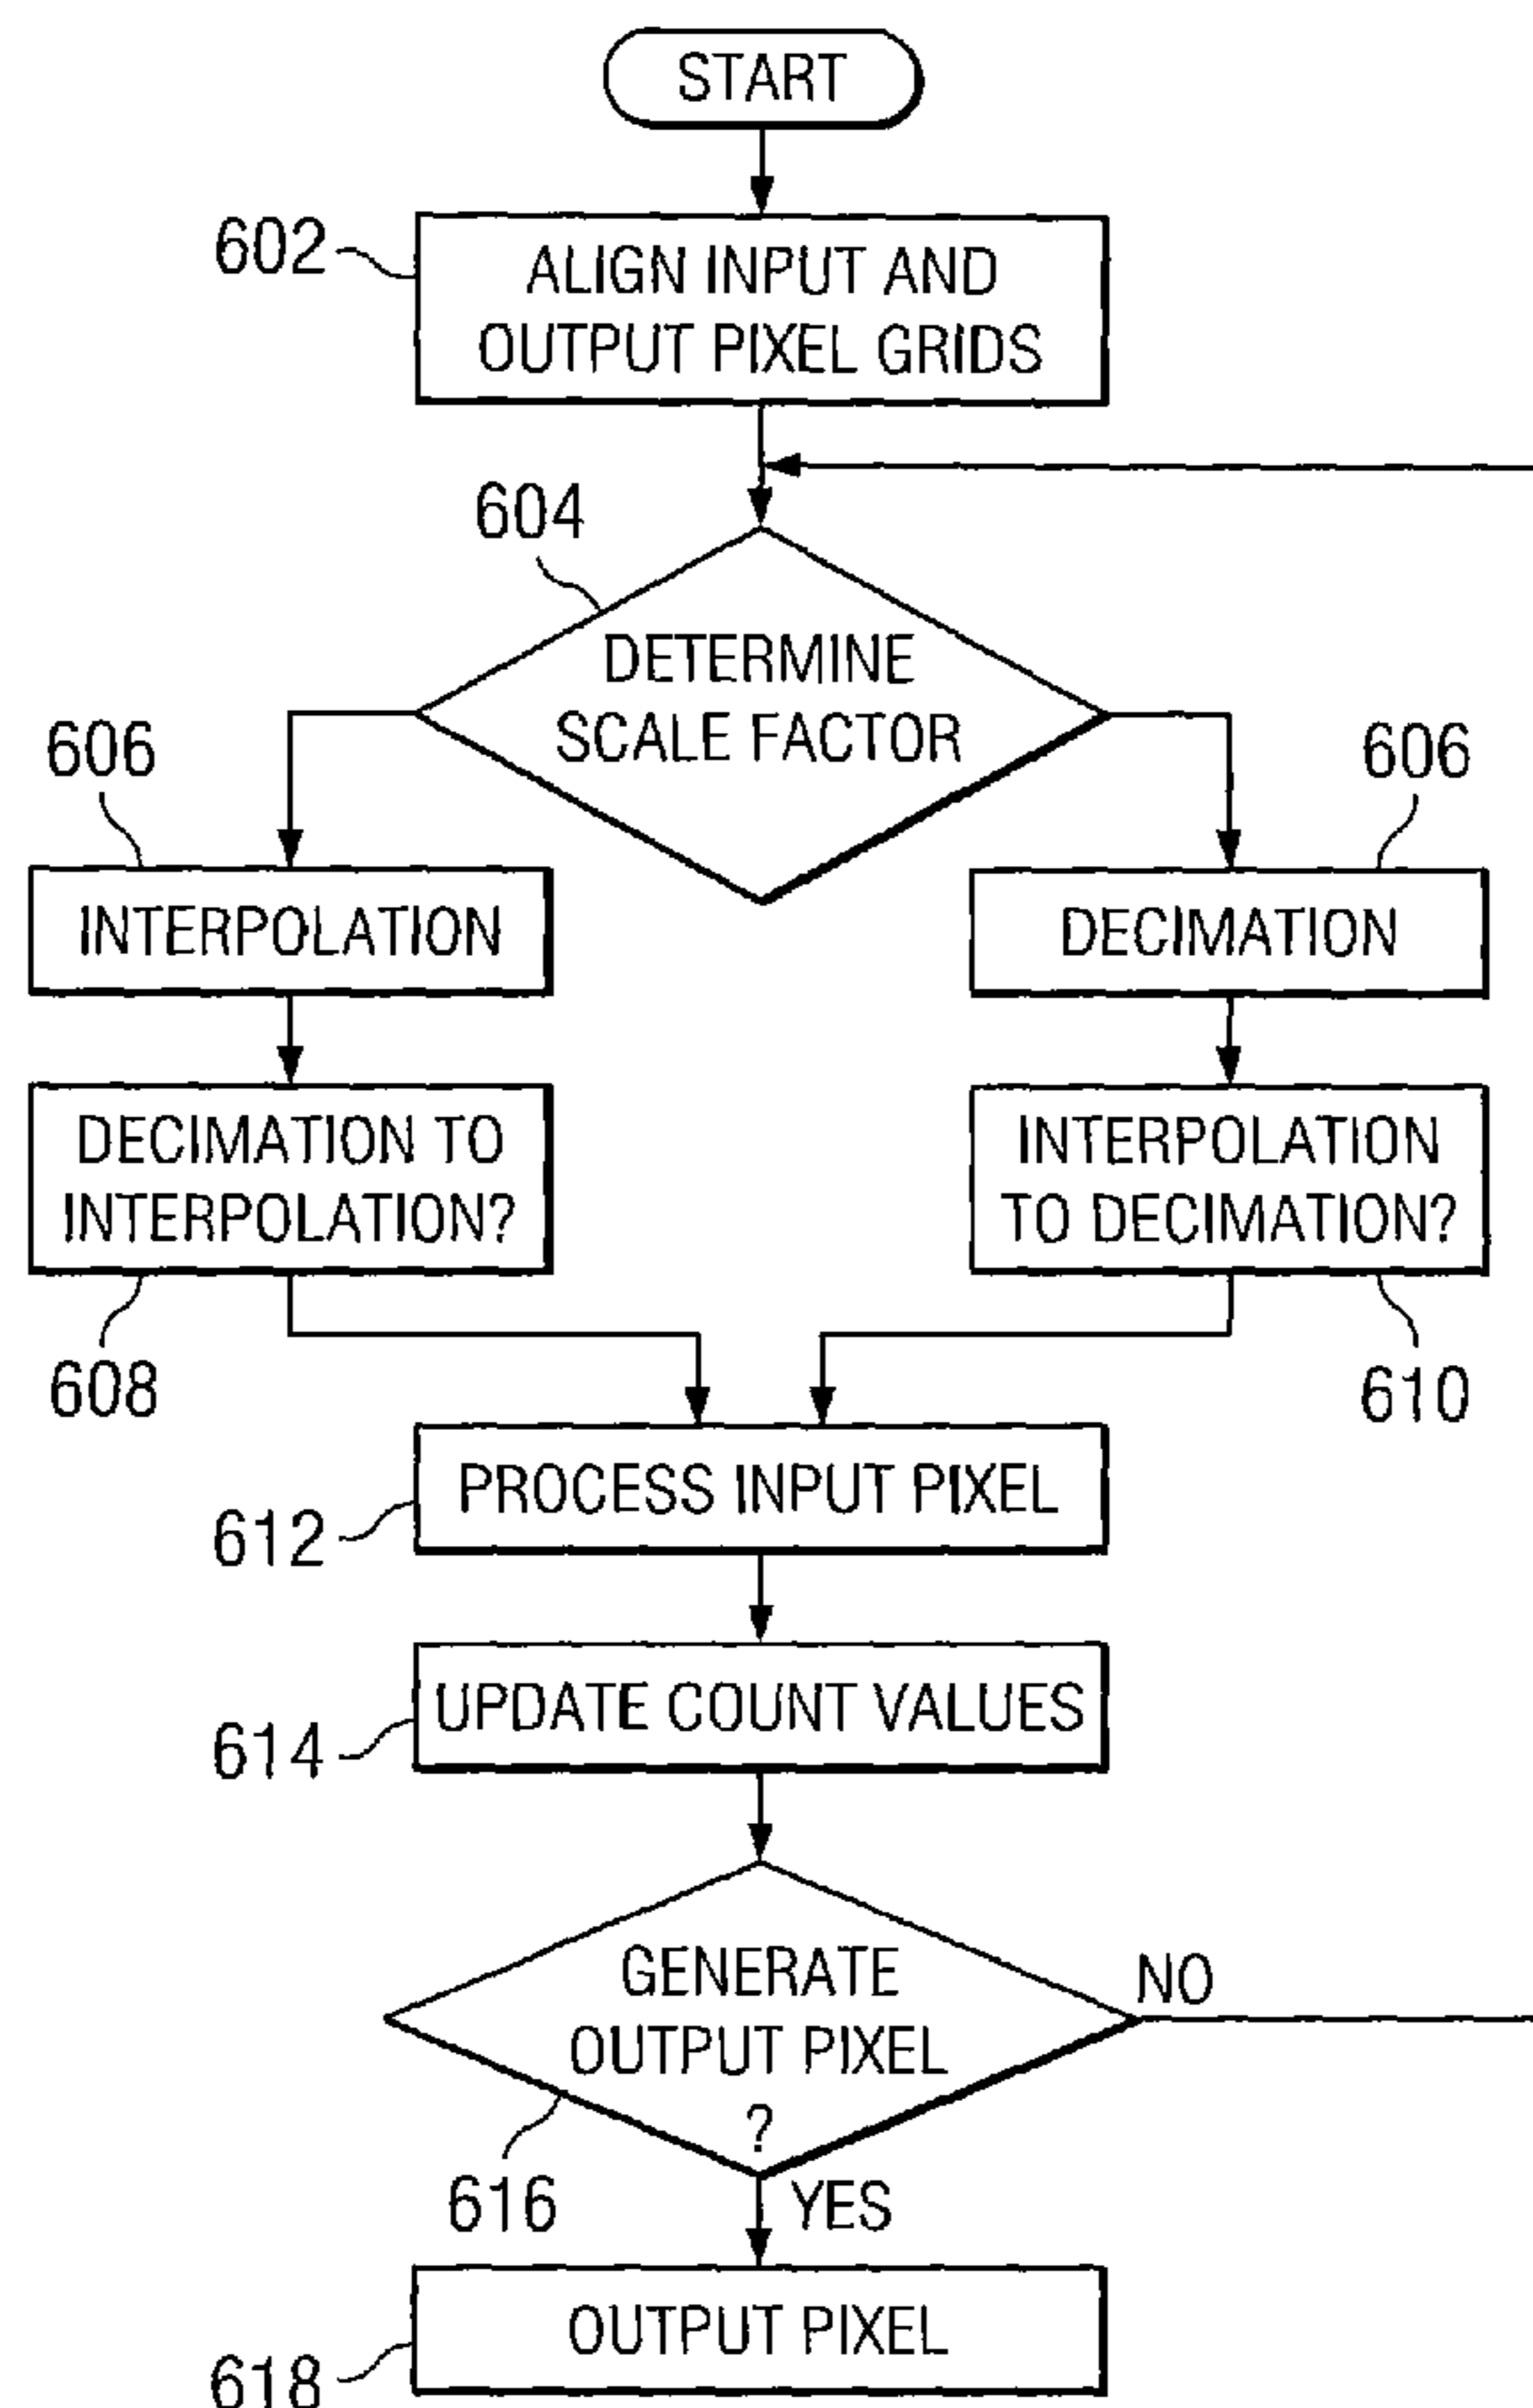 START
602
ALIGN INPUT AND
OUTPUT PIXEL GRIDS
604
DETERMINE
SCALE FACTOR
606
606
INTERPOLATION
DECIMATION
DECIMATION TO
INTERPOLATION?
INTERPOLATION
TO DECIMATION?
608
610
PROCESS INPUT PIXEL
612
UPDATE COUNT VALUES
614
GENERATE
OUTPUT PIXEL
?
NO
616
YES
OUTPUT PIXEL
618